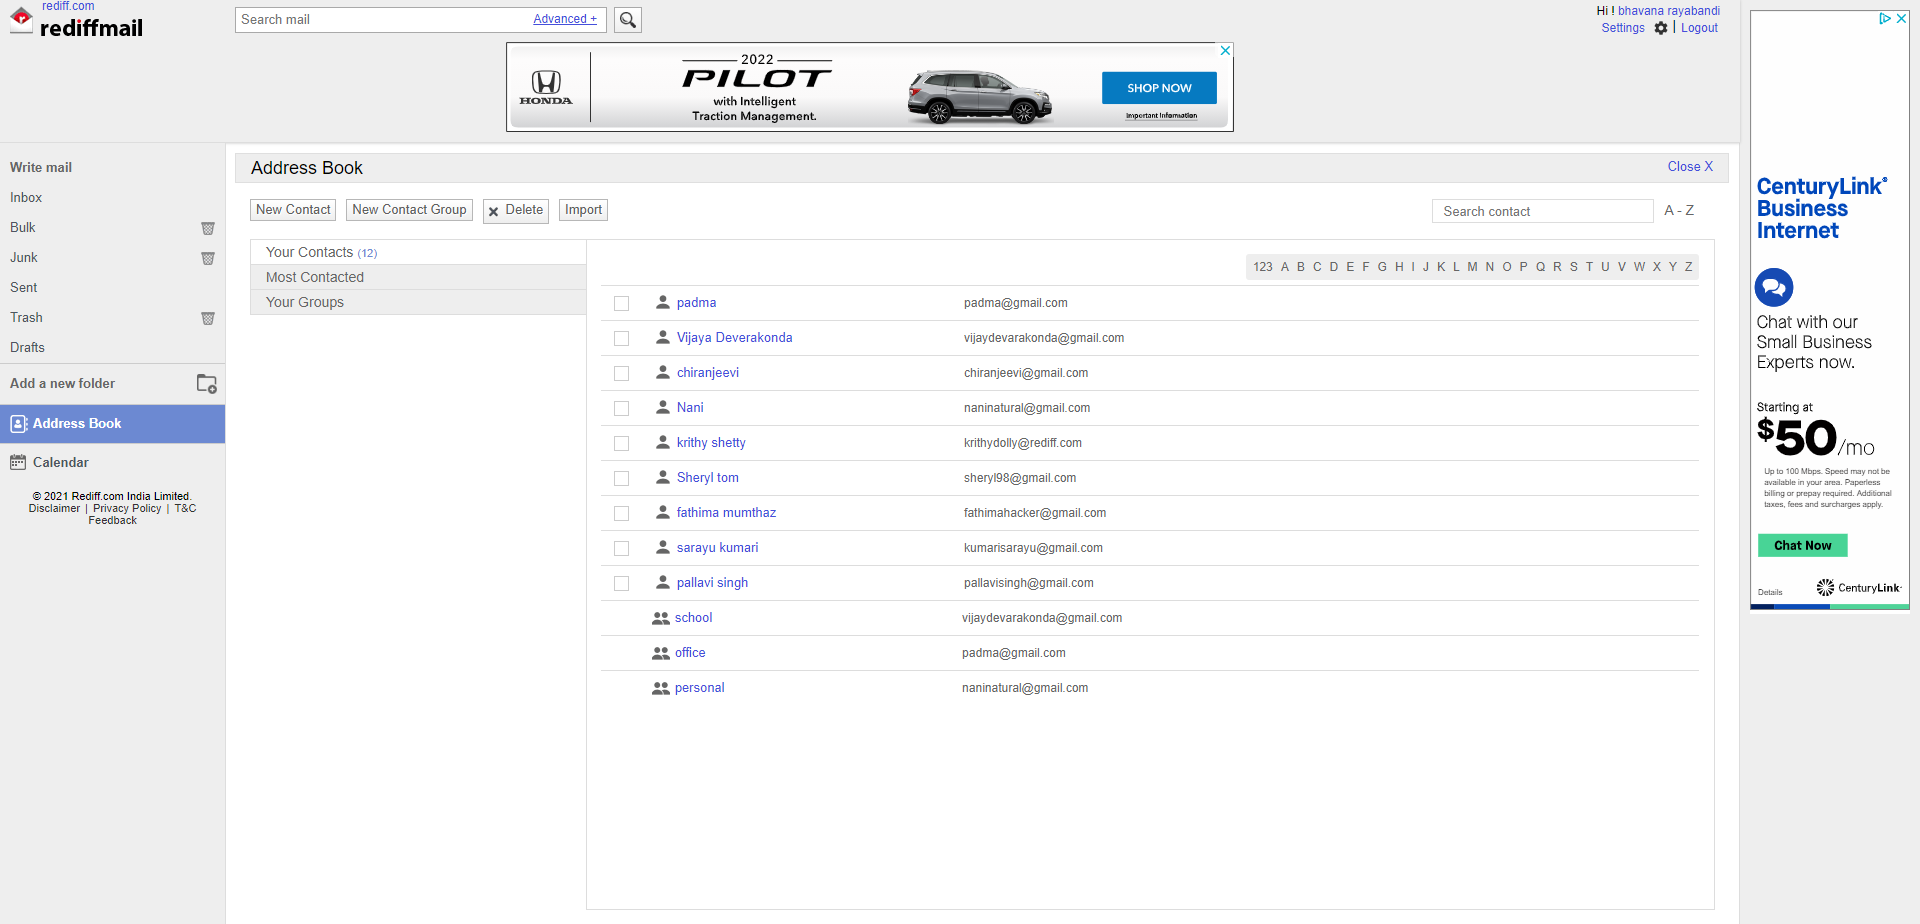 rediff.com
rediffmail
Search mail
Advanced +
Hi ! bhavana rayabandi
Settings | Logout
HONDA
2022
PILOT
with Intelligent
Traction Management.
SHOP NOW
Important Information
Write mail
Inbox
Bulk
Junk
Sent
Trash
Drafts
Add a new folder
Address Book
Calendar
© 2021 Rediff.com India Limited.
Disclaimer | Privacy Policy | T&C
Feedback
Address Book
Close X
New Contact
New Contact Group
Delete
Import
Search contact
A - Z
Your Contacts (12)
Most Contacted
Your Groups
123 A B C D E F G H I J K L M N O P Q R S T U V W X Y Z
padma padma@gmail.com
Vijaya Deverakonda vijaydevarakonda@gmail.com
chiranjeevi chiranjeevi@gmail.com
Nani naninatural@gmail.com
krithy shetty krithydolly@rediff.com
Sheryl tom sheryl98@gmail.com
fathima mumthaz fathimahacker@gmail.com
sarayu kumari kumarisarayu@gmail.com
pallavi singh pallavisingh@gmail.com
school vijaydevarakonda@gmail.com
office padma@gmail.com
personal naninatural@gmail.com
CenturyLink®
Business
Internet
Chat with our
Small Business
Experts now.
Starting at
$50/mo
Up to 100 Mbps. Speed may not be
available in your area. Paperless
billing or prepay required. Additional
taxes, fees and surcharges apply.
Chat Now
Details
CenturyLink